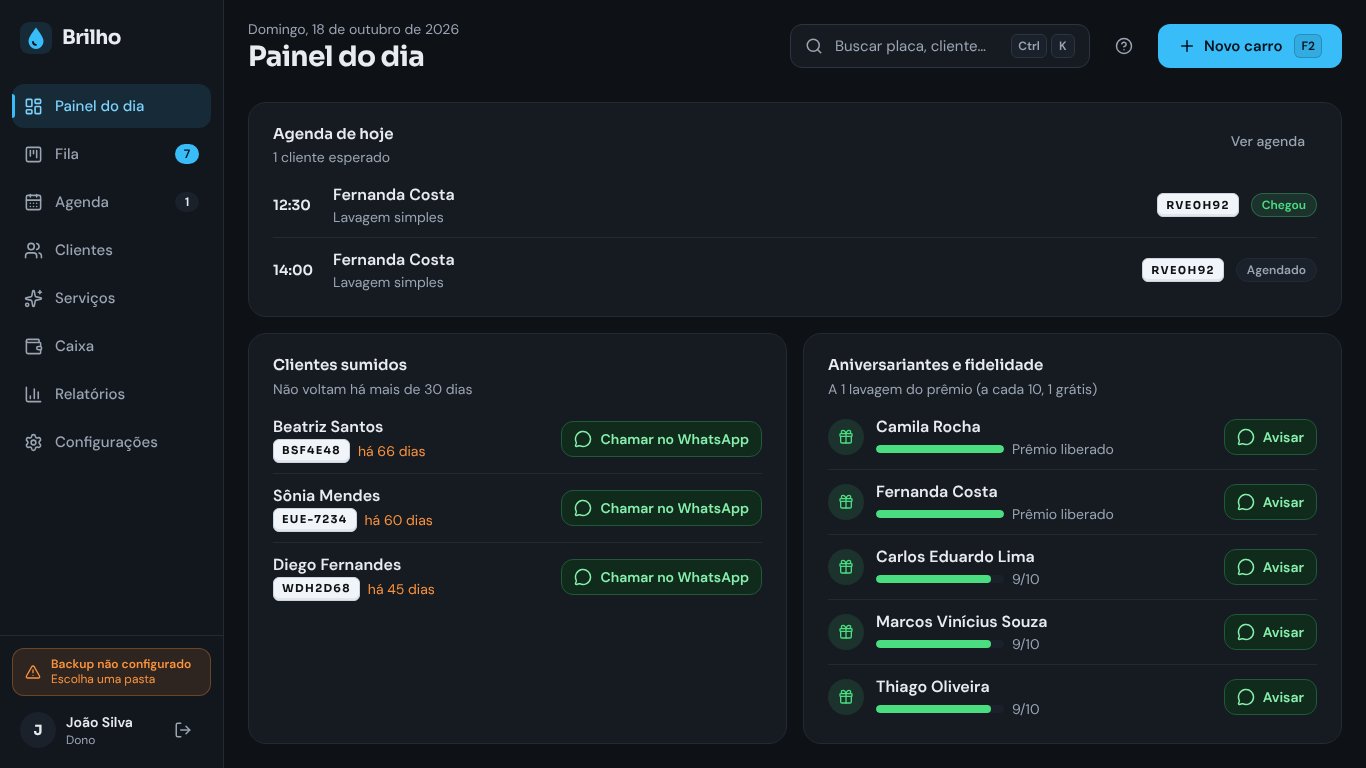 Brilho
Painel do dia
Fila 7
Agenda 1
Clientes
Serviços
Caixa
Relatórios
Configurações
Backup não configurado
Escolha uma pasta
J
João Silva
Dono
Domingo, 18 de outubro de 2026
Painel do dia
Buscar placa, cliente... Ctrl K
Novo carro F2
Agenda de hoje
1 cliente esperado
Ver agenda
12:30 Fernanda Costa
Lavagem simples
RVE0H92 Chegou
14:00 Fernanda Costa
Lavagem simples
RVE0H92 Agendado
Clientes sumidos
Não voltam há mais de 30 dias
Beatriz Santos
BSF4E48 há 66 dias
Chamar no WhatsApp
Sônia Mendes
EUE-7234 há 60 dias
Chamar no WhatsApp
Diego Fernandes
WDH2D68 há 45 dias
Chamar no WhatsApp
Aniversariantes e fidelidade
A 1 lavagem do prêmio (a cada 10, 1 grátis)
Camila Rocha
Prêmio liberado
Avisar
Fernanda Costa
Prêmio liberado
Avisar
Carlos Eduardo Lima
9/10
Avisar
Marcos Vinícius Souza
9/10
Avisar
Thiago Oliveira
9/10
Avisar